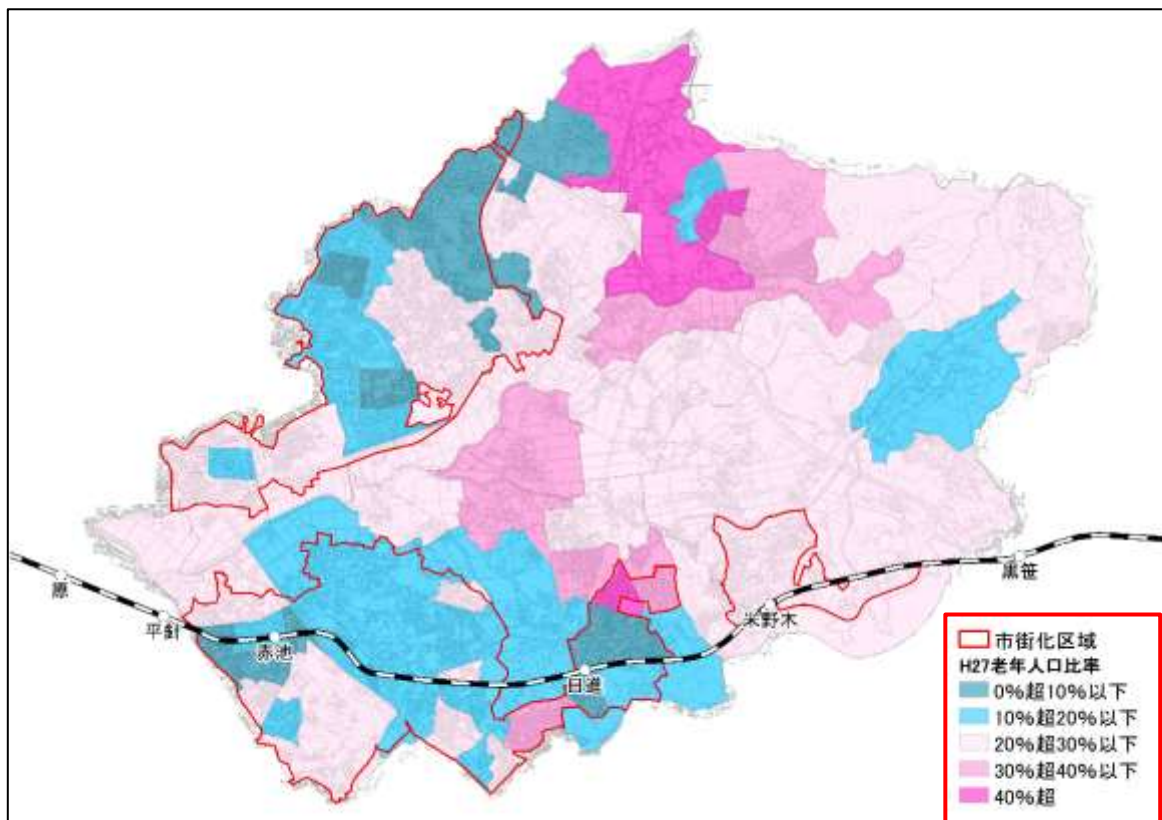 原
平針
赤池
日進
米野木
黒笹
市街化区域
H27老年人口比率
0%超10%以下
10%超20%以下
20%超30%以下
30%超40%以下
40%超